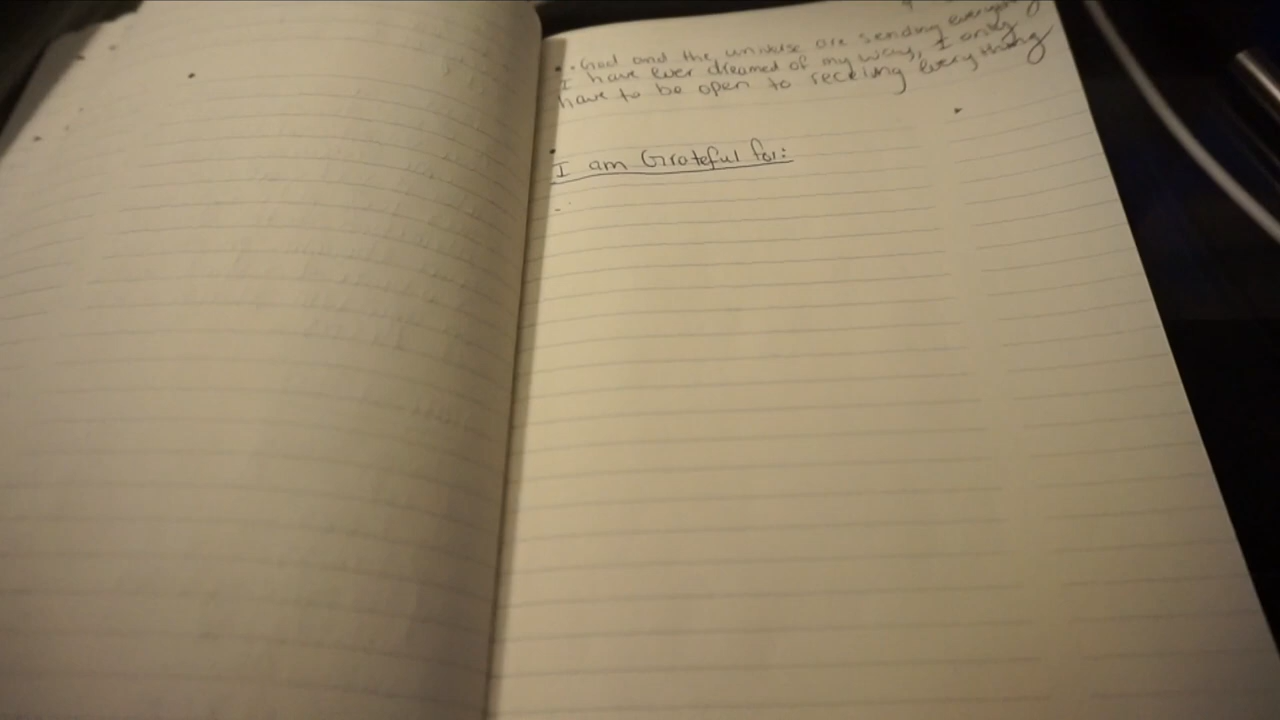 . God and the universe are sending everything
I have ever dreamed of my way, I only
have to be open to receiving everything
I am Grateful for:
-